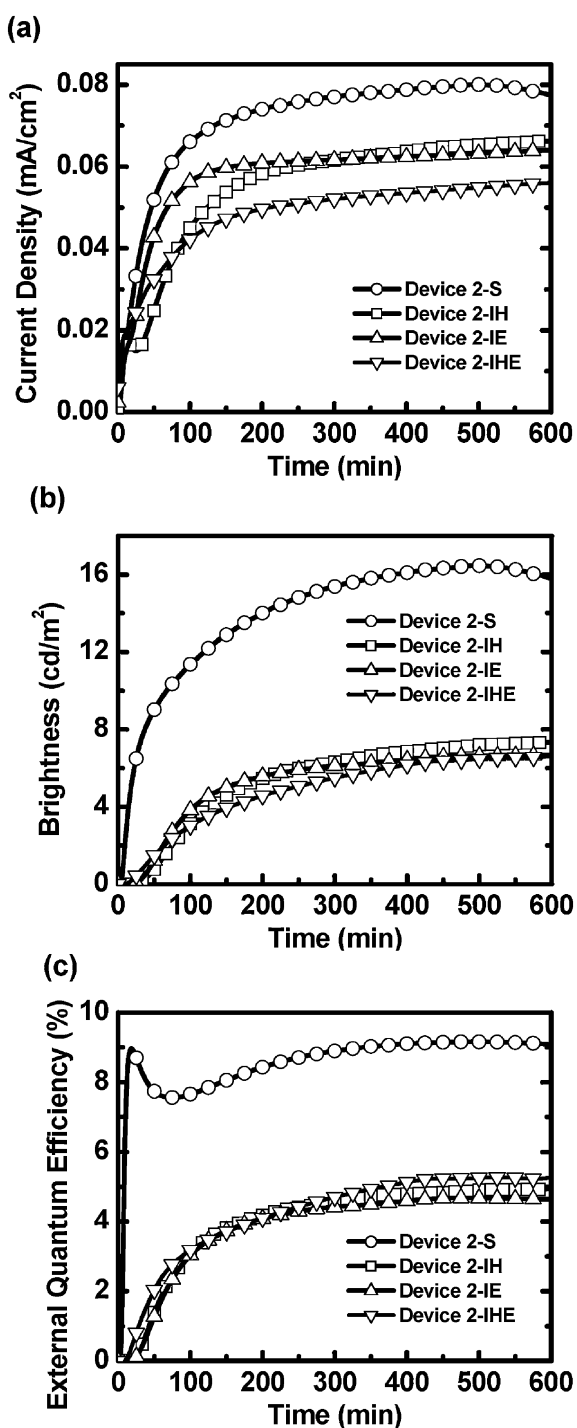 (a)
Current Density (mA/cm²)
0.08
0.06
0.04
0.02
0.00
Device 2-S
Device 2-IH
Device 2-IE
Device 2-IHE
0 100 200 300 400 500 600
Time (min)
(b)
Brightness (cd/m²)
16
12
8
4
0
Device 2-S
Device 2-IH
Device 2-IE
Device 2-IHE
0 100 200 300 400 500 600
Time (min)
(c)
External Quantum Efficiency (%)
10
8
6
4
2
0
Device 2-S
Device 2-IH
Device 2-IE
Device 2-IHE
0 100 200 300 400 500 600
Time (min)